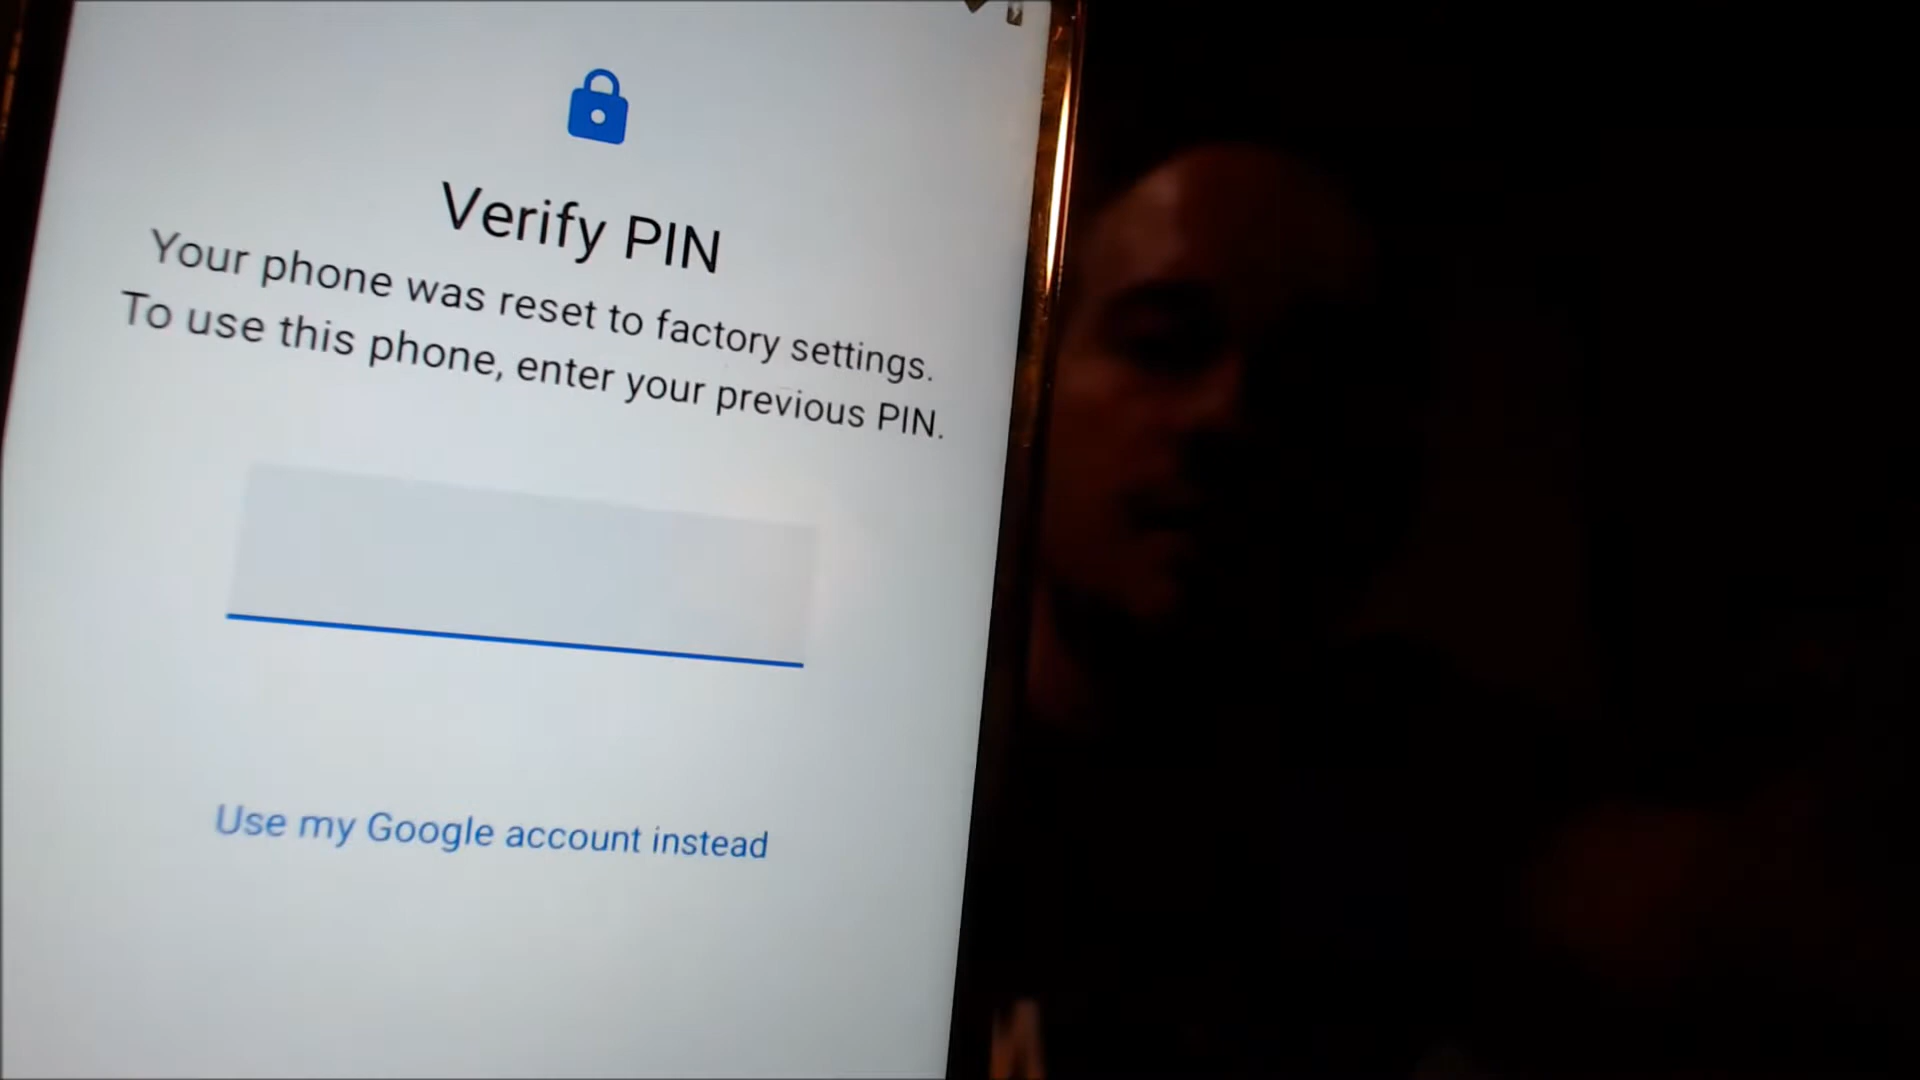 Verify PIN
Your phone was reset to factory settings.
To use this phone, enter your previous PIN.
Use my Google account instead